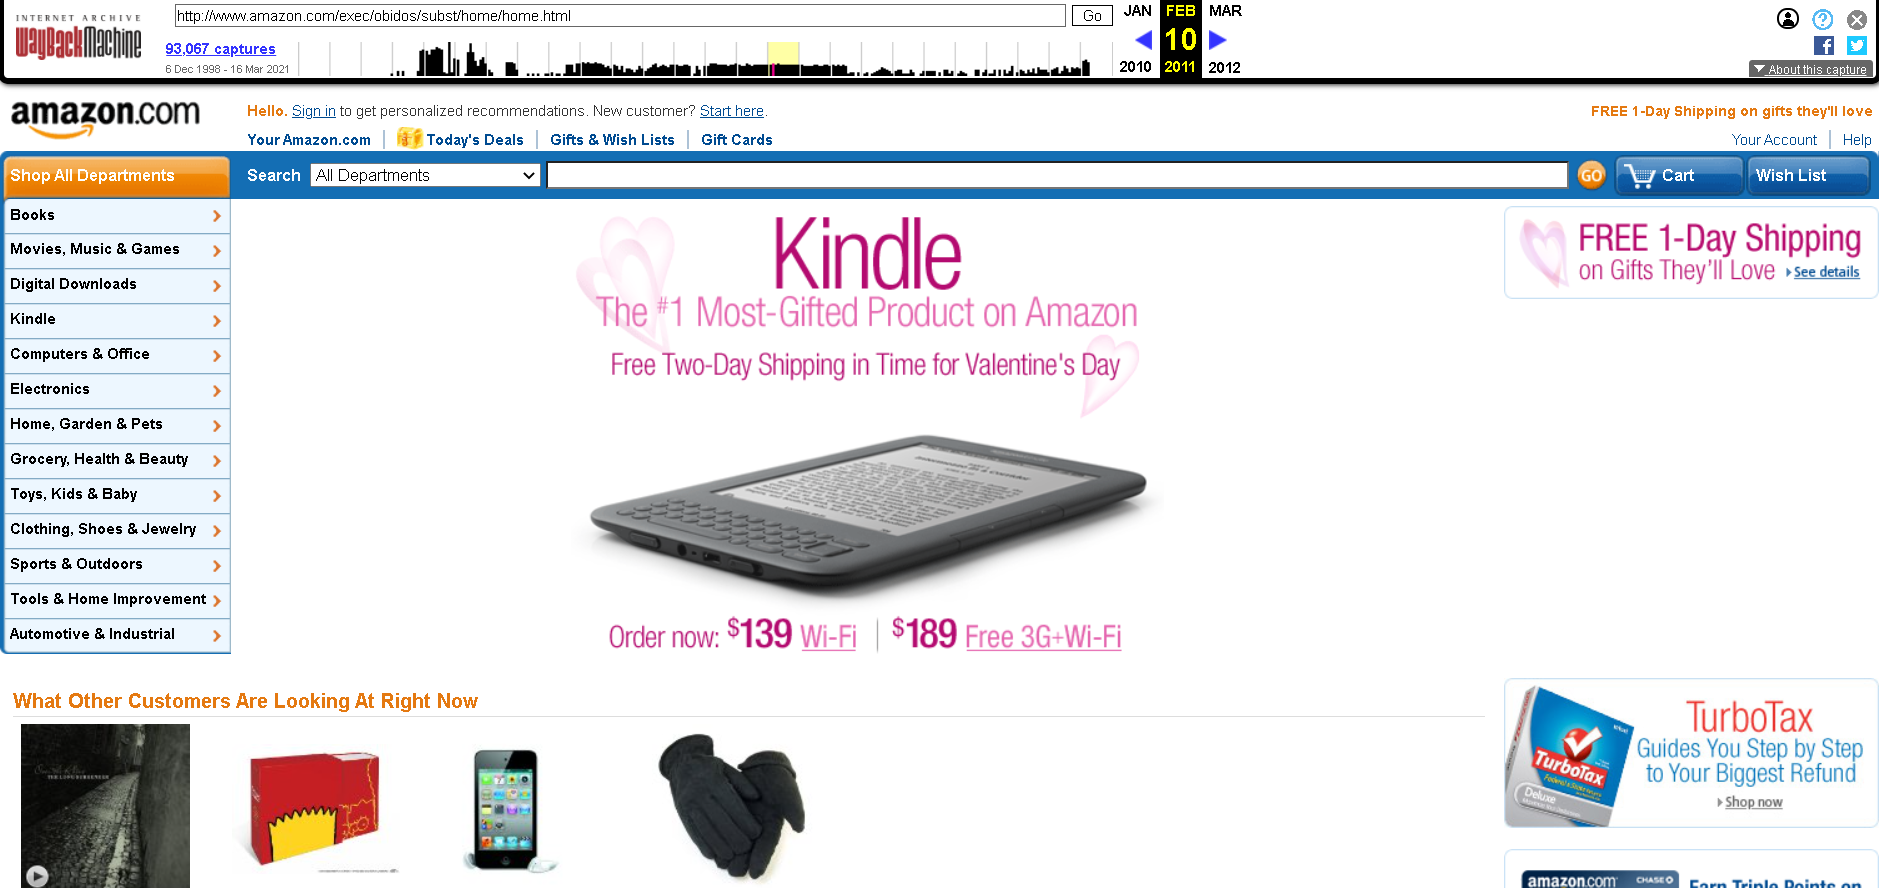 INTERNET ARCHIVE
WayBackMachine
http://www.amazon.com/exec/obidos/subst/home/home.html
Go
93,067 captures
6 Dec 1998 - 16 Mar 2021
JAN FEB MAR
10
2010 2011 2012
About this capture
amazon.com
Hello. Sign in to get personalized recommendations. New customer? Start here.
FREE 1-Day Shipping on gifts they'll love
Your Amazon.com
Today's Deals
Gifts & Wish Lists
Gift Cards
Your Account
Help
Shop All Departments
Search
All Departments
GO
Cart
Wish List
Books
Movies, Music & Games
Digital Downloads
Kindle
Computers & Office
Electronics
Home, Garden & Pets
Grocery, Health & Beauty
Toys, Kids & Baby
Clothing, Shoes & Jewelry
Sports & Outdoors
Tools & Home Improvement
Automotive & Industrial
Kindle
The #1 Most-Gifted Product on Amazon
Free Two-Day Shipping in Time for Valentine's Day
Order now: $139 Wi-Fi | $189 Free 3G+Wi-Fi
FREE 1-Day Shipping
on Gifts They'll Love See details
What Other Customers Are Looking At Right Now
TurboTax
Guides You Step by Step
to Your Biggest Refund
Shop now
TurboTax
Deluxe
amazon.com CHASE
Earn Triple Points on